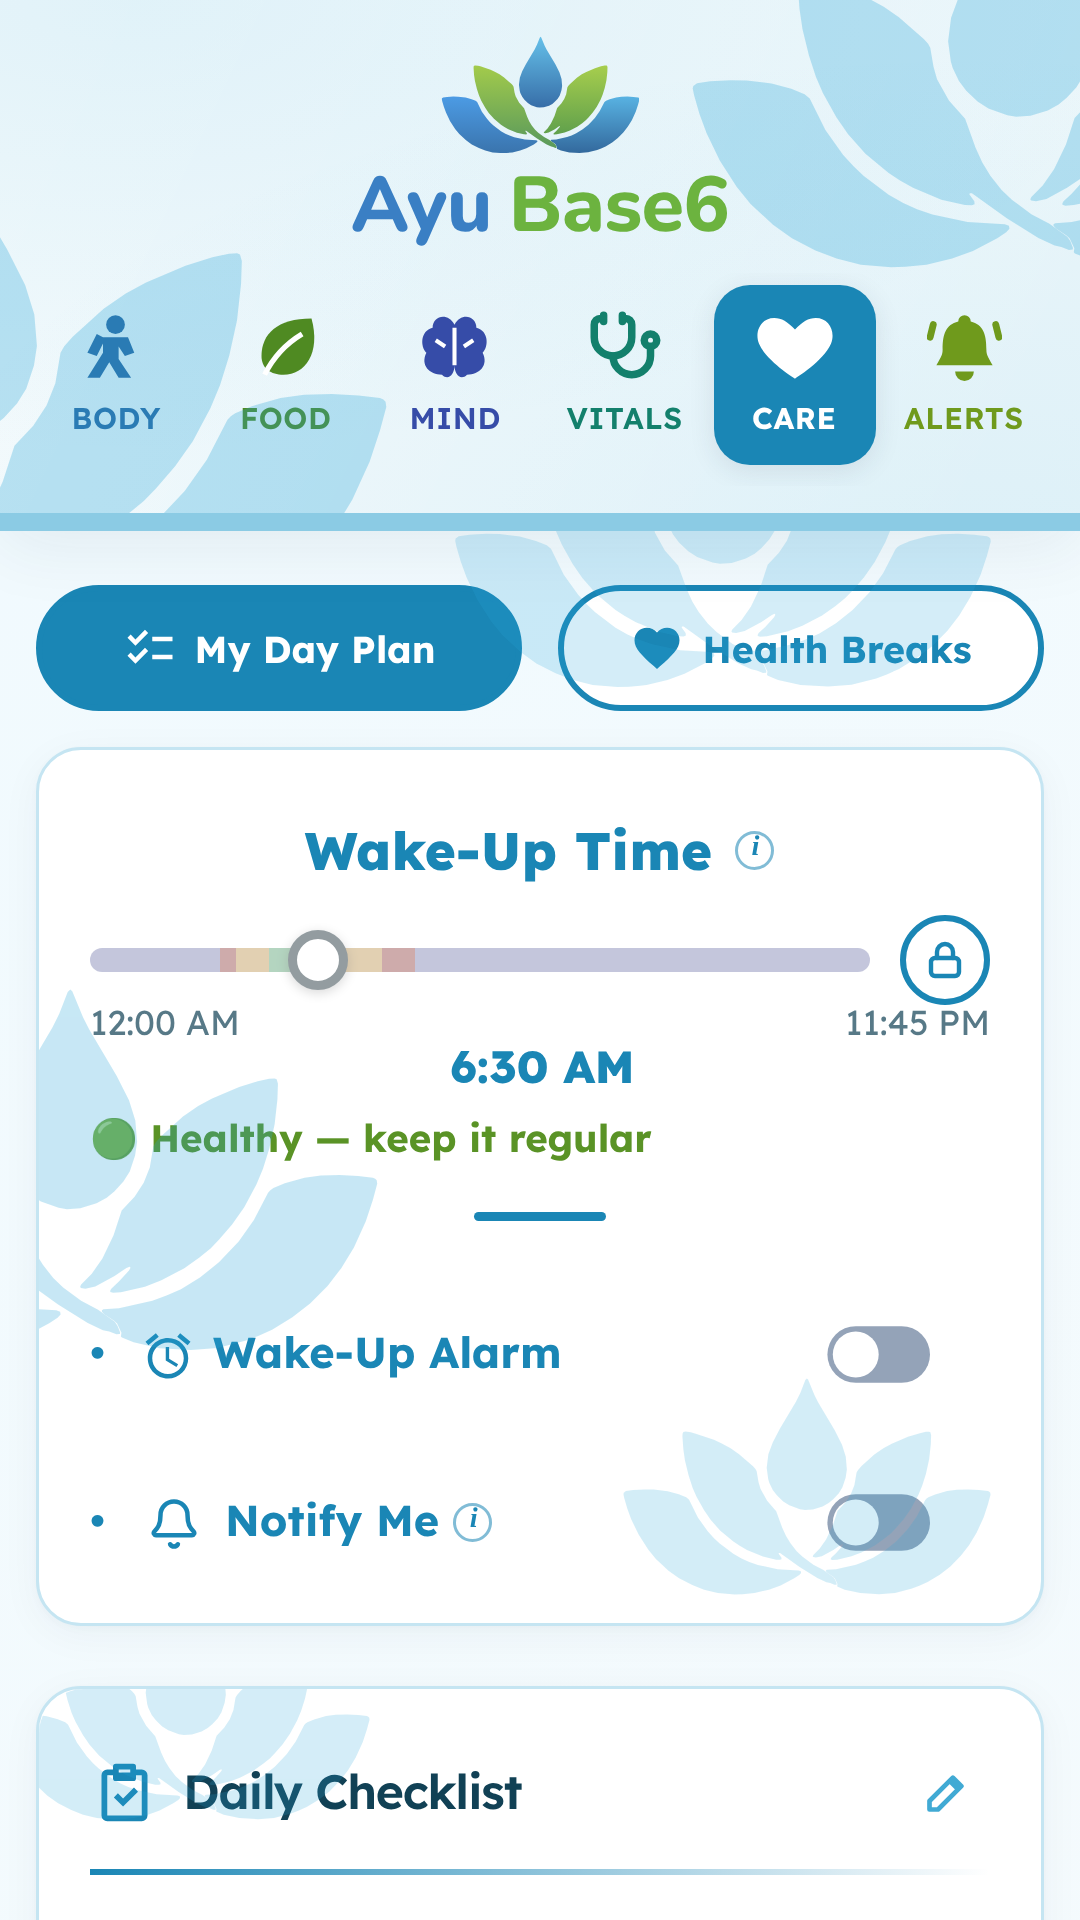 Ayu Base6
BODY FOOD MIND VITALS CARE ALERTS
My Day Plan Health Breaks
Wake-Up Time i
12:00 AM 11:45 PM
6:30 AM
Healthy — keep it regular
• Wake-Up Alarm
• Notify Me i
Daily Checklist